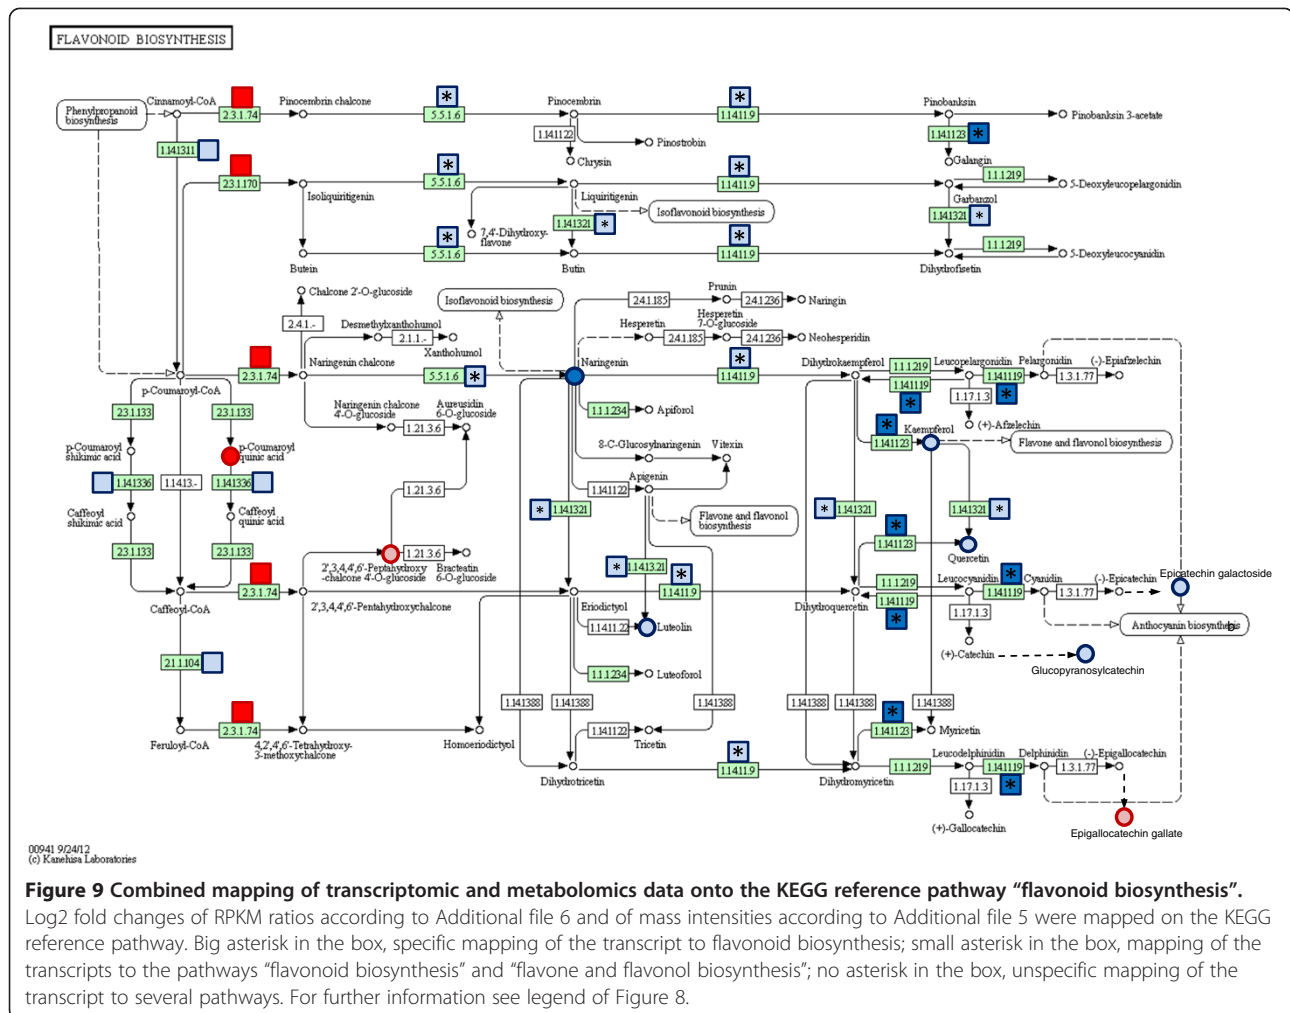 FLAVONOID BIOSYNTHESIS
Phenylpropanoid
biosynthesis
Cinnamoyl-CoA
2.3.1.74
Pinocembrin chalcone
*
5.5.1.6
Pinocembrin
*
1.14.11.9
Pinobanksin
Pinobanksin 3-acetate
1.14.13.11
1.14.11.22
Pinostrobin
Chrysin
1.14.11.23
*
Galangin
2.3.1.170
Isoliquiritigenin
*
5.5.1.6
Liquiritigenin
*
1.14.11.9
1.1.1.219
5-Deoxyleucopelargonidin
Garbanzol
Isoflavonoid biosynthesis
7,4'-Dihydroxy-
flavone
1.14.13.21
*
1.14.13.21
*
Butein
*
5.5.1.6
Butin
*
1.14.11.9
Dihydrofisetin
1.1.1.219
5-Deoxyleucocyanidin
Chalcone 2'-O-glucoside
Isoflavonoid biosynthesis
2.4.1.185
Prunin
2.4.1.236
Naringin
2.4.1.-
Desmethylxanthohumol
2.1.1.-
Xanthohumol
Hesperetin
2.4.1.185
Hesperetin
7-O-glucoside
2.4.1.236
Neohesperidin
p-Coumaroyl-CoA
2.3.1.74
Naringenin chalcone
5.5.1.6
*
Naringenin
*
1.14.11.9
Dihydrokaempferol
1.1.1.219
1.14.11.19
*
Leucopelargonidin
1.14.11.19
*
Pelargonidin
1.3.1.77
(-)-Epiafzelechin
1.17.1.3
(+)-Afzelechin
2.3.1.133
2.3.1.133
Naringenin chalcone
4'-O-glucoside
1.21.3.6
Aureusidin
6-O-glucoside
1.1.1.234
Apiforol
*
1.14.11.23
Kaempferol
Flavone and flavonol biosynthesis
p-Coumaroyl
shikimic acid
p-Coumaroyl
quinic acid
8-C-Glucosylnaringenin
Vitexin
1.14.13.36
1.14.13.-
1.14.13.36
1.21.3.6
1.14.11.22
Apigenin
Caffeoyl
shikimic acid
Caffeoyl
quinic acid
*
1.14.13.21
Flavone and flavonol
biosynthesis
*
1.14.13.21
*
1.14.11.23
1.14.13.21
*
Quercetin
2.3.1.133
2.3.1.133
2',3,4,4',6'-Peptahydroxy
-chalcone 4'-O-glucoside
1.21.3.6
Bracteatin
6-O-glucoside
*
1.14.13.21
*
1.14.11.9
Caffeoyl-CoA
2.3.1.74
2',3,4,4',6'-Pentahydroxychalcone
Eriodictyol
Dihydroquercetin
1.1.1.219
1.14.11.19
*
Leucocyanidin
*
1.14.11.19
Cyanidin
1.3.1.77
(-)-Epicatechin
Epicatechin galactoside
1.14.11.22
Luteolin
1.17.1.3
Anthocyanin biosynthesis
b
(+)-Catechin
Glucopyranosylcatechin
2.1.1.104
1.1.1.234
Luteoforol
1.14.13.88
1.14.13.88
1.14.13.88
1.14.13.88
1.14.13.88
1.14.13.88
Feruloyl-CoA
2.3.1.74
4,2',4',6'-Tetrahydroxy-
3-methoxychalcone
Homoeriodictyol
1.14.11.22
Tricetin
*
1.14.11.23
Myricetin
Dihydrotricetin
*
1.14.11.9
Dihydromyricetin
1.1.1.219
Leucodelphinidin
1.14.11.19
*
Delphinidin
1.3.1.77
(-)-Epigallocatechin
1.17.1.3
(+)-Gallocatechin
Epigallocatechin gallate
00941 9/24/12
(c) Kanehisa Laboratories
Figure 9 Combined mapping of transcriptomic and metabolomics data onto the KEGG reference pathway “flavonoid biosynthesis”.
Log2 fold changes of RPKM ratios according to Additional file 6 and of mass intensities according to Additional file 5 were mapped on the KEGG
reference pathway. Big asterisk in the box, specific mapping of the transcript to flavonoid biosynthesis; small asterisk in the box, mapping of the
transcripts to the pathways “flavonoid biosynthesis” and “flavone and flavonol biosynthesis”; no asterisk in the box, unspecific mapping of the
transcript to several pathways. For further information see legend of Figure 8.